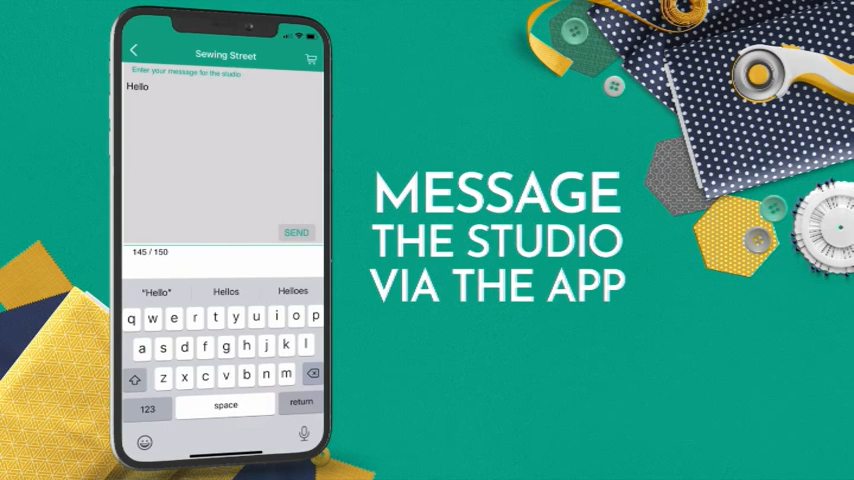 Sewing Street
Enter your message for the studio
Hello
SEND
145 / 150
"Hello" Hellos Helloes
q w e r t y u i o p
a s d f g h j k l
z x c v b n m
123 space return
MESSAGE
THE STUDIO
VIA THE APP